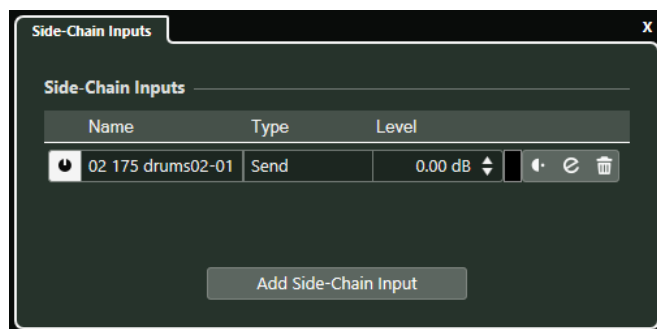 Side-Chain Inputs X
Side-Chain Inputs
Name Type Level
02 175 drums02-01 Send 0.00 dB
Add Side-Chain Input